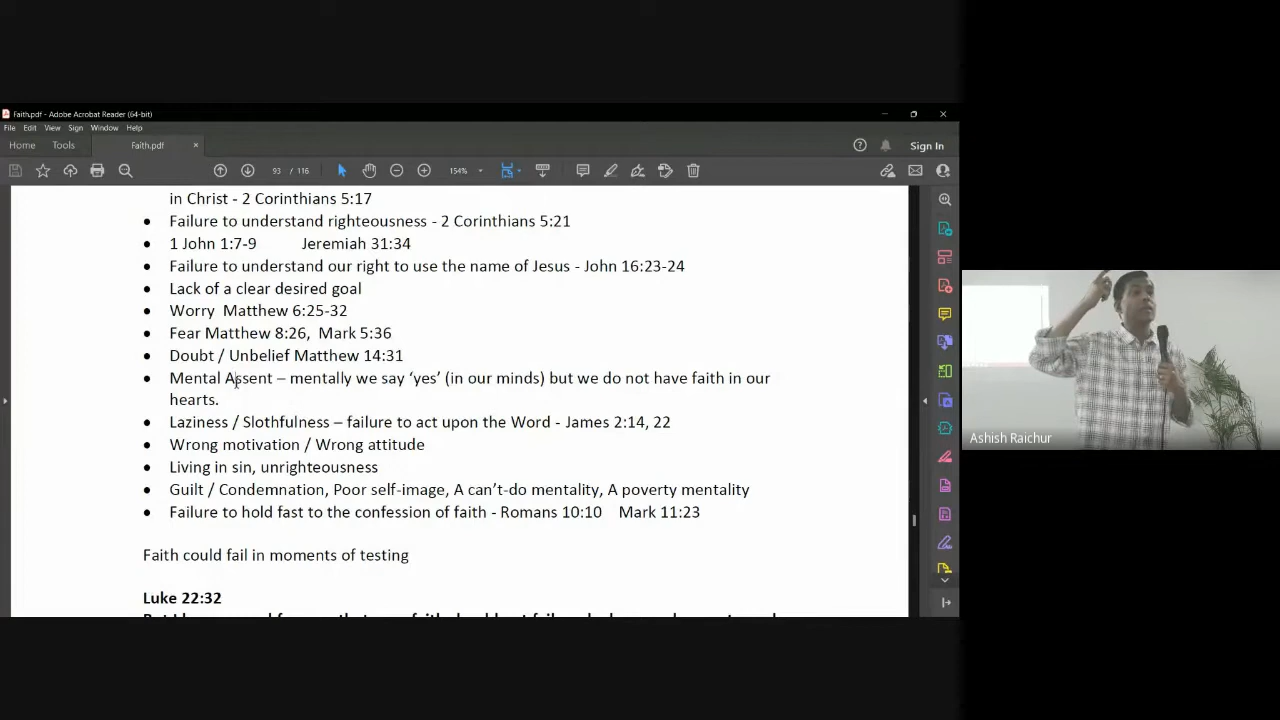 Faith.pdf - Adobe Acrobat Reader (64-bit)
File Edit View Sign Window Help
Home Tools Faith.pdf × Sign In
93 / 116 154%
in Christ - 2 Corinthians 5:17
• Failure to understand righteousness - 2 Corinthians 5:21
• 1 John 1:7-9 Jeremiah 31:34
• Failure to understand our right to use the name of Jesus - John 16:23-24
• Lack of a clear desired goal
• Worry Matthew 6:25-32
• Fear Matthew 8:26, Mark 5:36
• Doubt / Unbelief Matthew 14:31
• Mental Assent – mentally we say ‘yes’ (in our minds) but we do not have faith in our
hearts.
• Laziness / Slothfulness – failure to act upon the Word - James 2:14, 22
• Wrong motivation / Wrong attitude
• Living in sin, unrighteousness
• Guilt / Condemnation, Poor self-image, A can’t-do mentality, A poverty mentality
• Failure to hold fast to the confession of faith - Romans 10:10 Mark 11:23
Faith could fail in moments of testing
Luke 22:32
Ashish Raichur